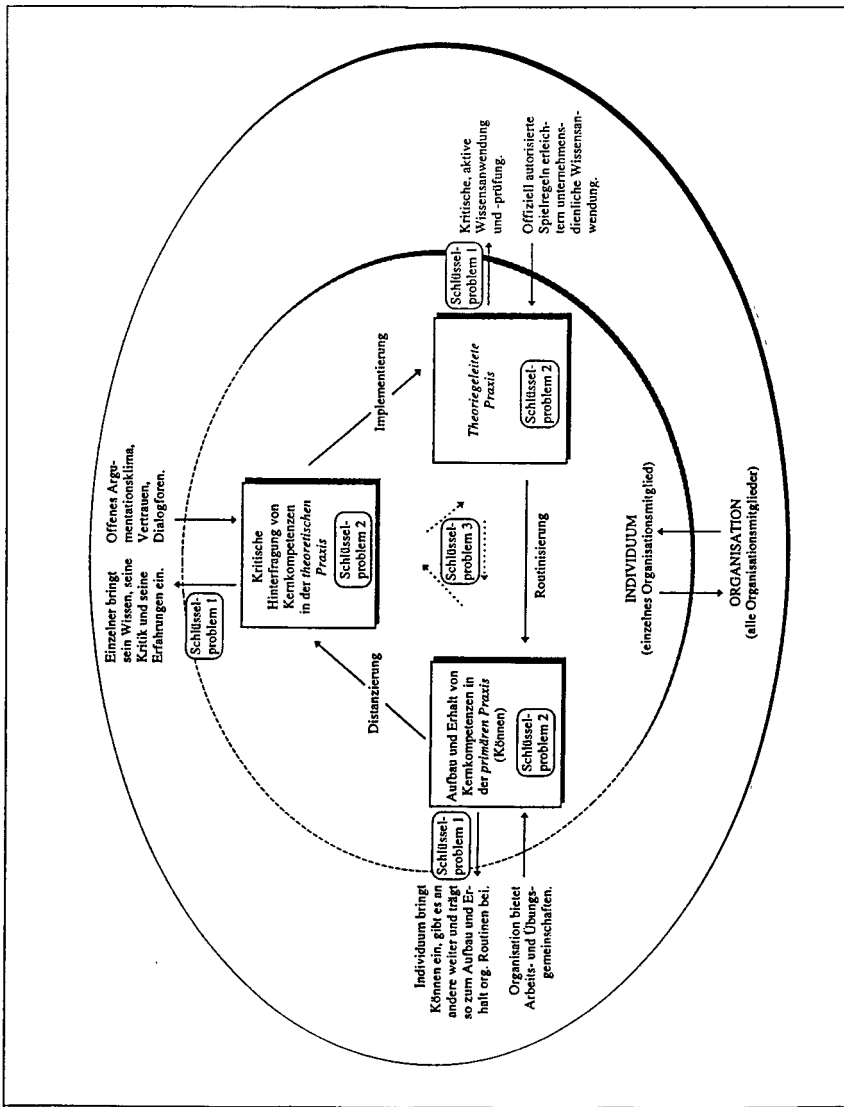 Einzelner bringt
sein Wissen, seine
Kritik und seine
Erfahrungen ein.
Offenes Argu-
mentationsklima,
Vertrauen,
Dialogforen.
Schlüssel-
problem 1
Kritische
Hinterfragung von
Kernkompetenzen
in der theoretischen
Praxis
Schlüssel-
problem 2
Distanzierung
Implementierung
Schlüssel-
problem 3
Individuum bringt
Können ein, gibt es an
andere weiter und trägt
so zum Aufbau und Er-
halt org. Routinen bei.
Schlüssel-
problem 1
Organisation bietet
Arbeits- und Übungs-
gemeinschaften.
Aufbau und Erhalt von
Kernkompetenzen in
der primären Praxis
(Können)
Schlüssel-
problem 2
Routinisierung
Theoriegeleitete
Praxis
Schlüssel-
problem 2
Schlüssel-
problem 1
Kritische, aktive
Wissensanwendung
und -prüfung.
Offiziell autorisierte
Spielregeln erleich-
tern unternehmens-
dienliche Wissensan-
wendung.
INDIVIDUUM
(einzelnes Organisationsmitglied)
ORGANISATION
(alle Organisationsmitglieder)